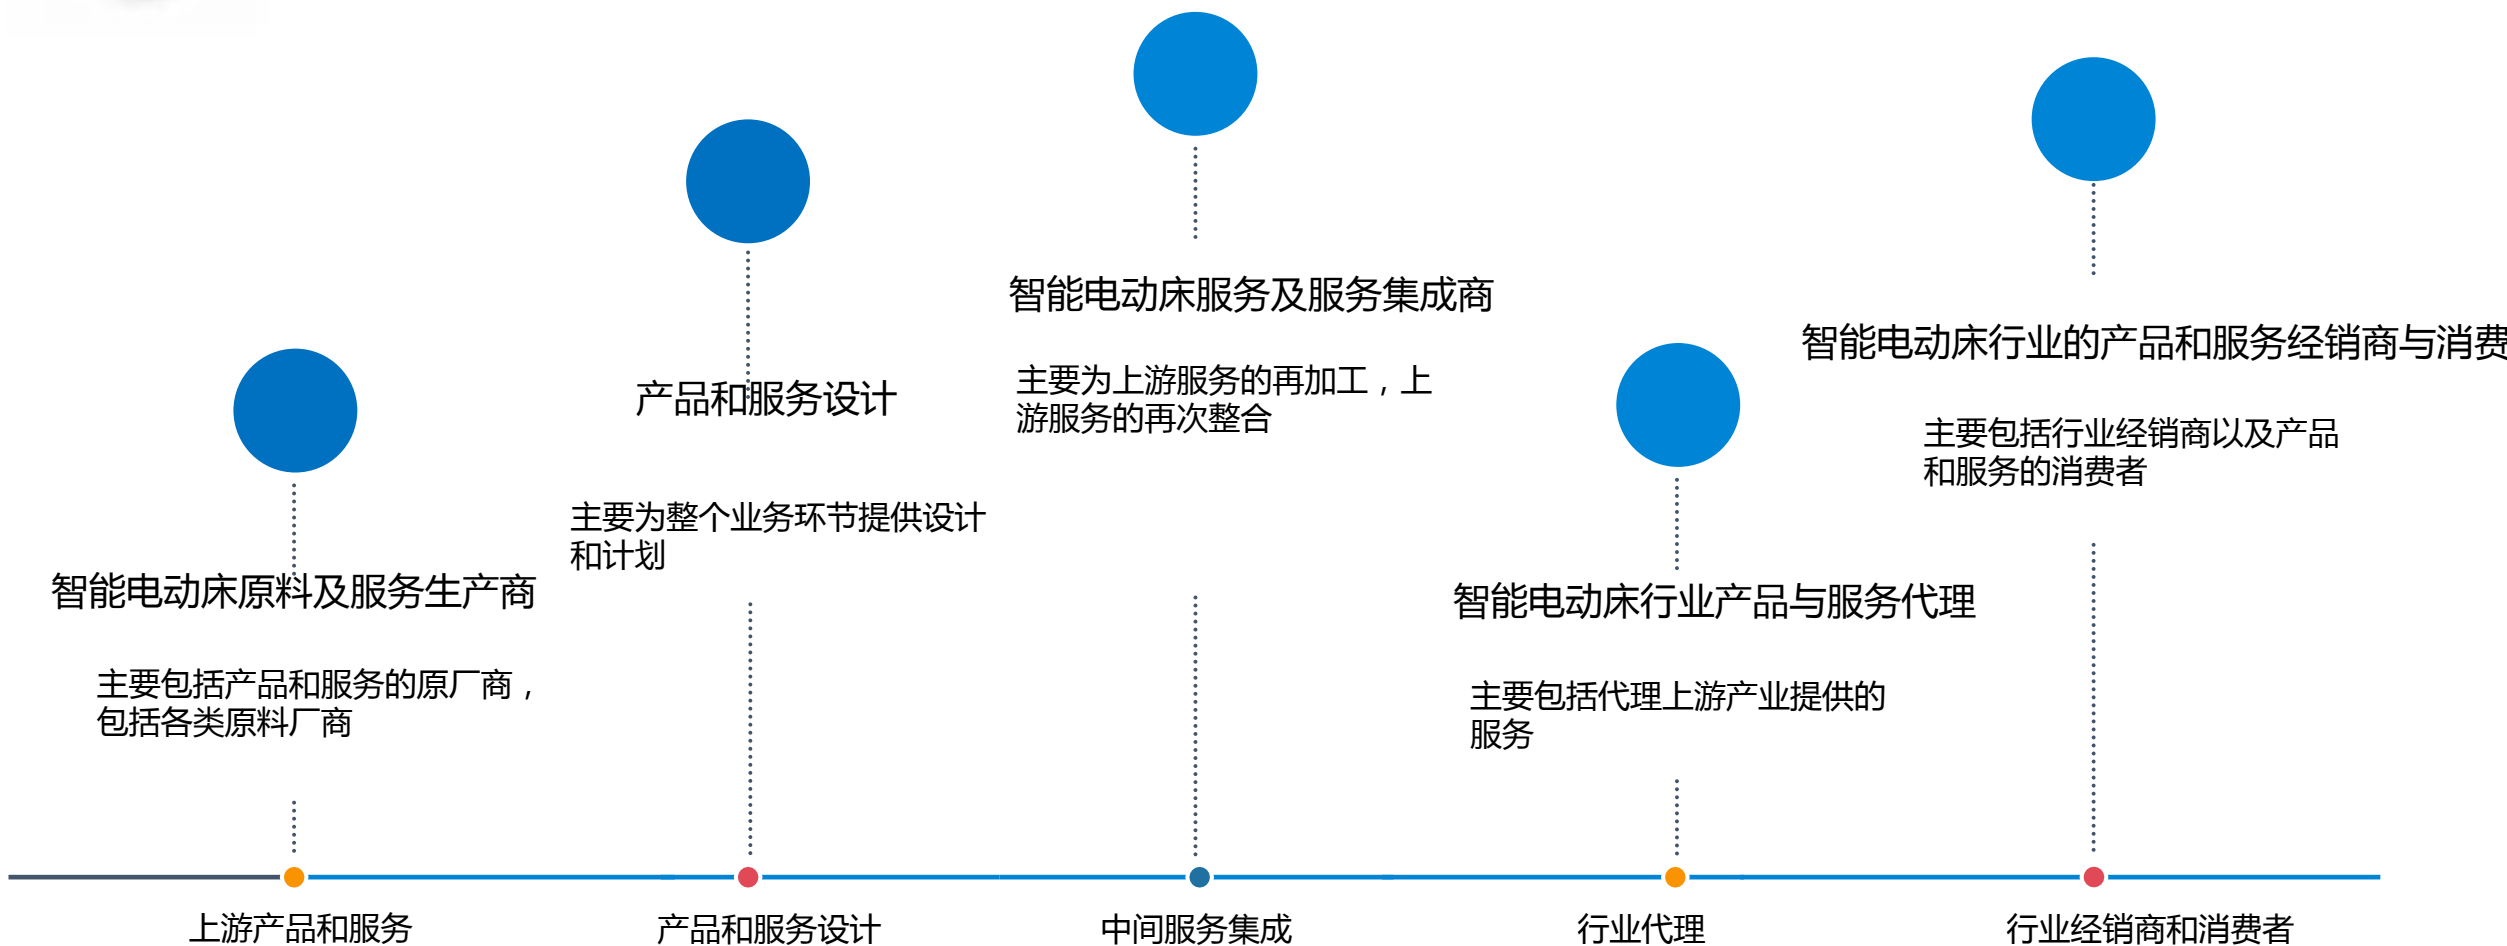 智能电动床原料及服务生产商
主要包括产品和服务的原厂商，
包括各类原料厂商
上游产品和服务
产品和服务设计
主要为整个业务环节提供设计
和计划
产品和服务设计
智能电动床服务及服务集成商
主要为上游服务的再加工，上
游服务的再次整合
中间服务集成
智能电动床行业产品与服务代理
主要包括代理上游产业提供的
服务
行业代理
智能电动床行业的产品和服务经销商与消费
主要包括行业经销商以及产品
和服务的消费者
行业经销商和消费者